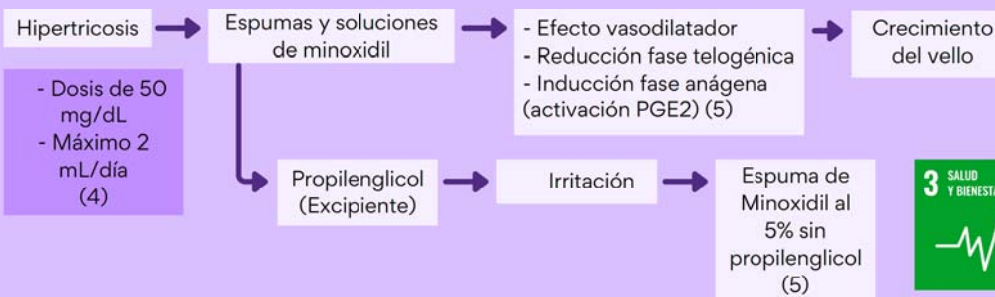 Hipertricosis
Espumas y soluciones
de minoxidil
- Efecto vasodilatador
- Reducción fase telogénica
- Inducción fase anágena
(activación PGE2) (5)
Crecimiento
del vello
- Dosis de 50
mg/dL
- Máximo 2
mL/día
(4)
Propilenglicol
(Excipiente)
Irritación
Espuma de
Minoxidil al
5% sin
propilenglicol
(5)
3 SALUD
Y BIENESTA